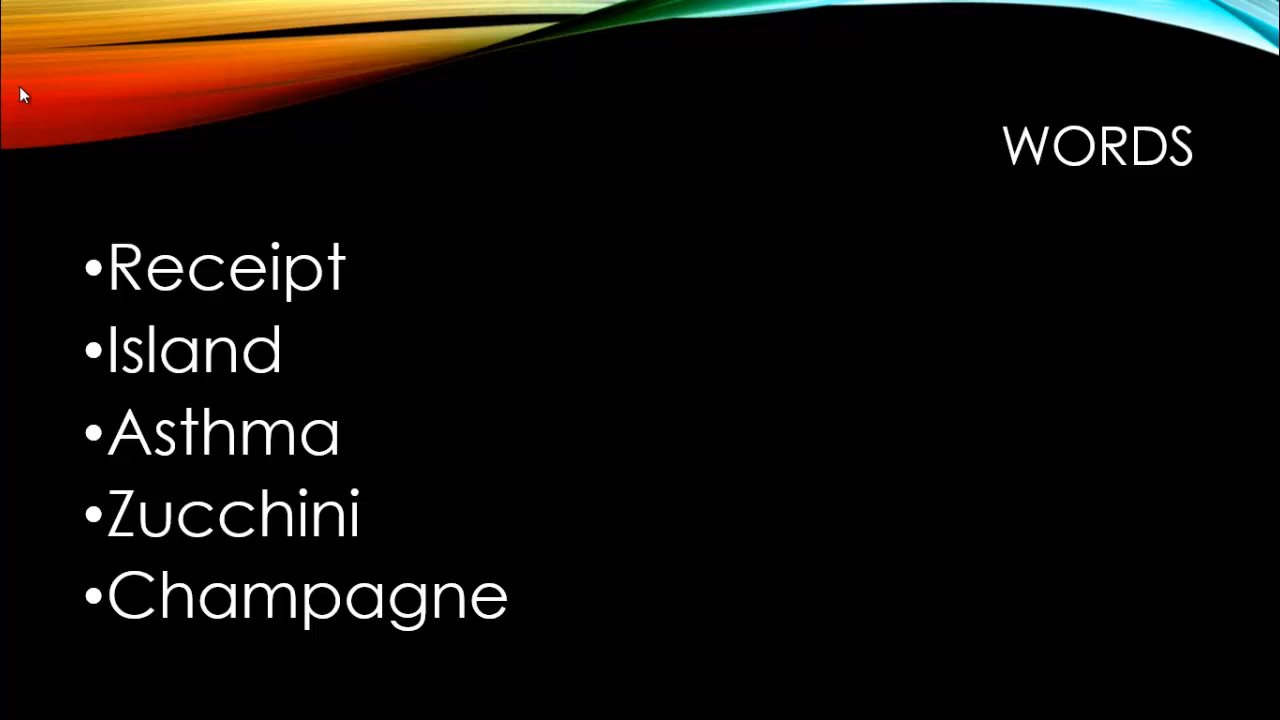 WORDS
•Receipt
•Island
•Asthma
•Zucchini
•Champagne